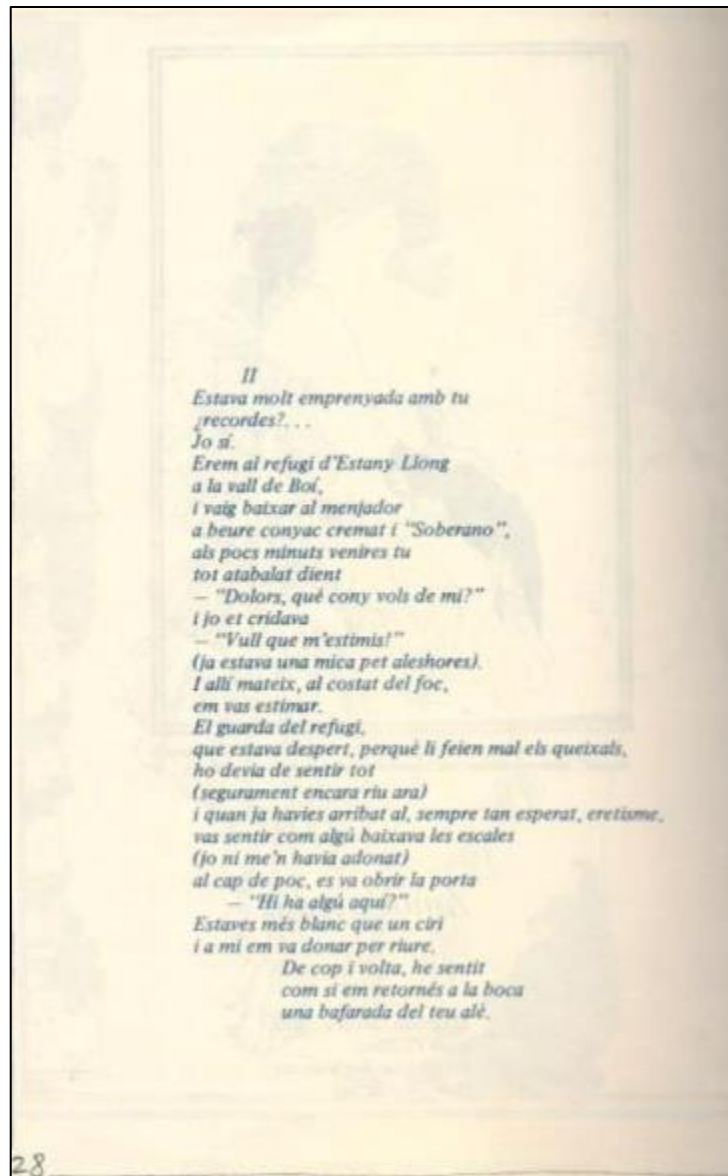 II
Estava molt emprenyada amb tu
¿recordes?. . .
Jo sí.
Erem al refugi d'Estany Llong
a la vall de Boí,
i vaig baixar al menjador
a beure conyac cremat i "Soberano",
als pocs minuts venires tu
tot atabalat dient
— "Dolors, qué cony vols de mi?"
i jo et cridava
— "Vull que m'estimis!"
(ja estava una mica pet aleshores).
I allí mateix, al costat del foc,
em vas estimar.
El guarda del refugi,
que estava despert, perqué li feien mal els queixals,
ho devia de sentir tot
(segurament encara riu ara)
i quan ja havies arribat al, sempre tan esperat, eretisme,
vas sentir com algú baixava les escales
(jo ni me'n havia adonat)
al cap de poc, es va obrir la porta
— "Hi ha algú aquí?"
Estaves més blanc que un ciri
i a mi em va donar per riure.
De cop i volta, he sentit
com si em retornés a la boca
una bafarada del teu alè.
28